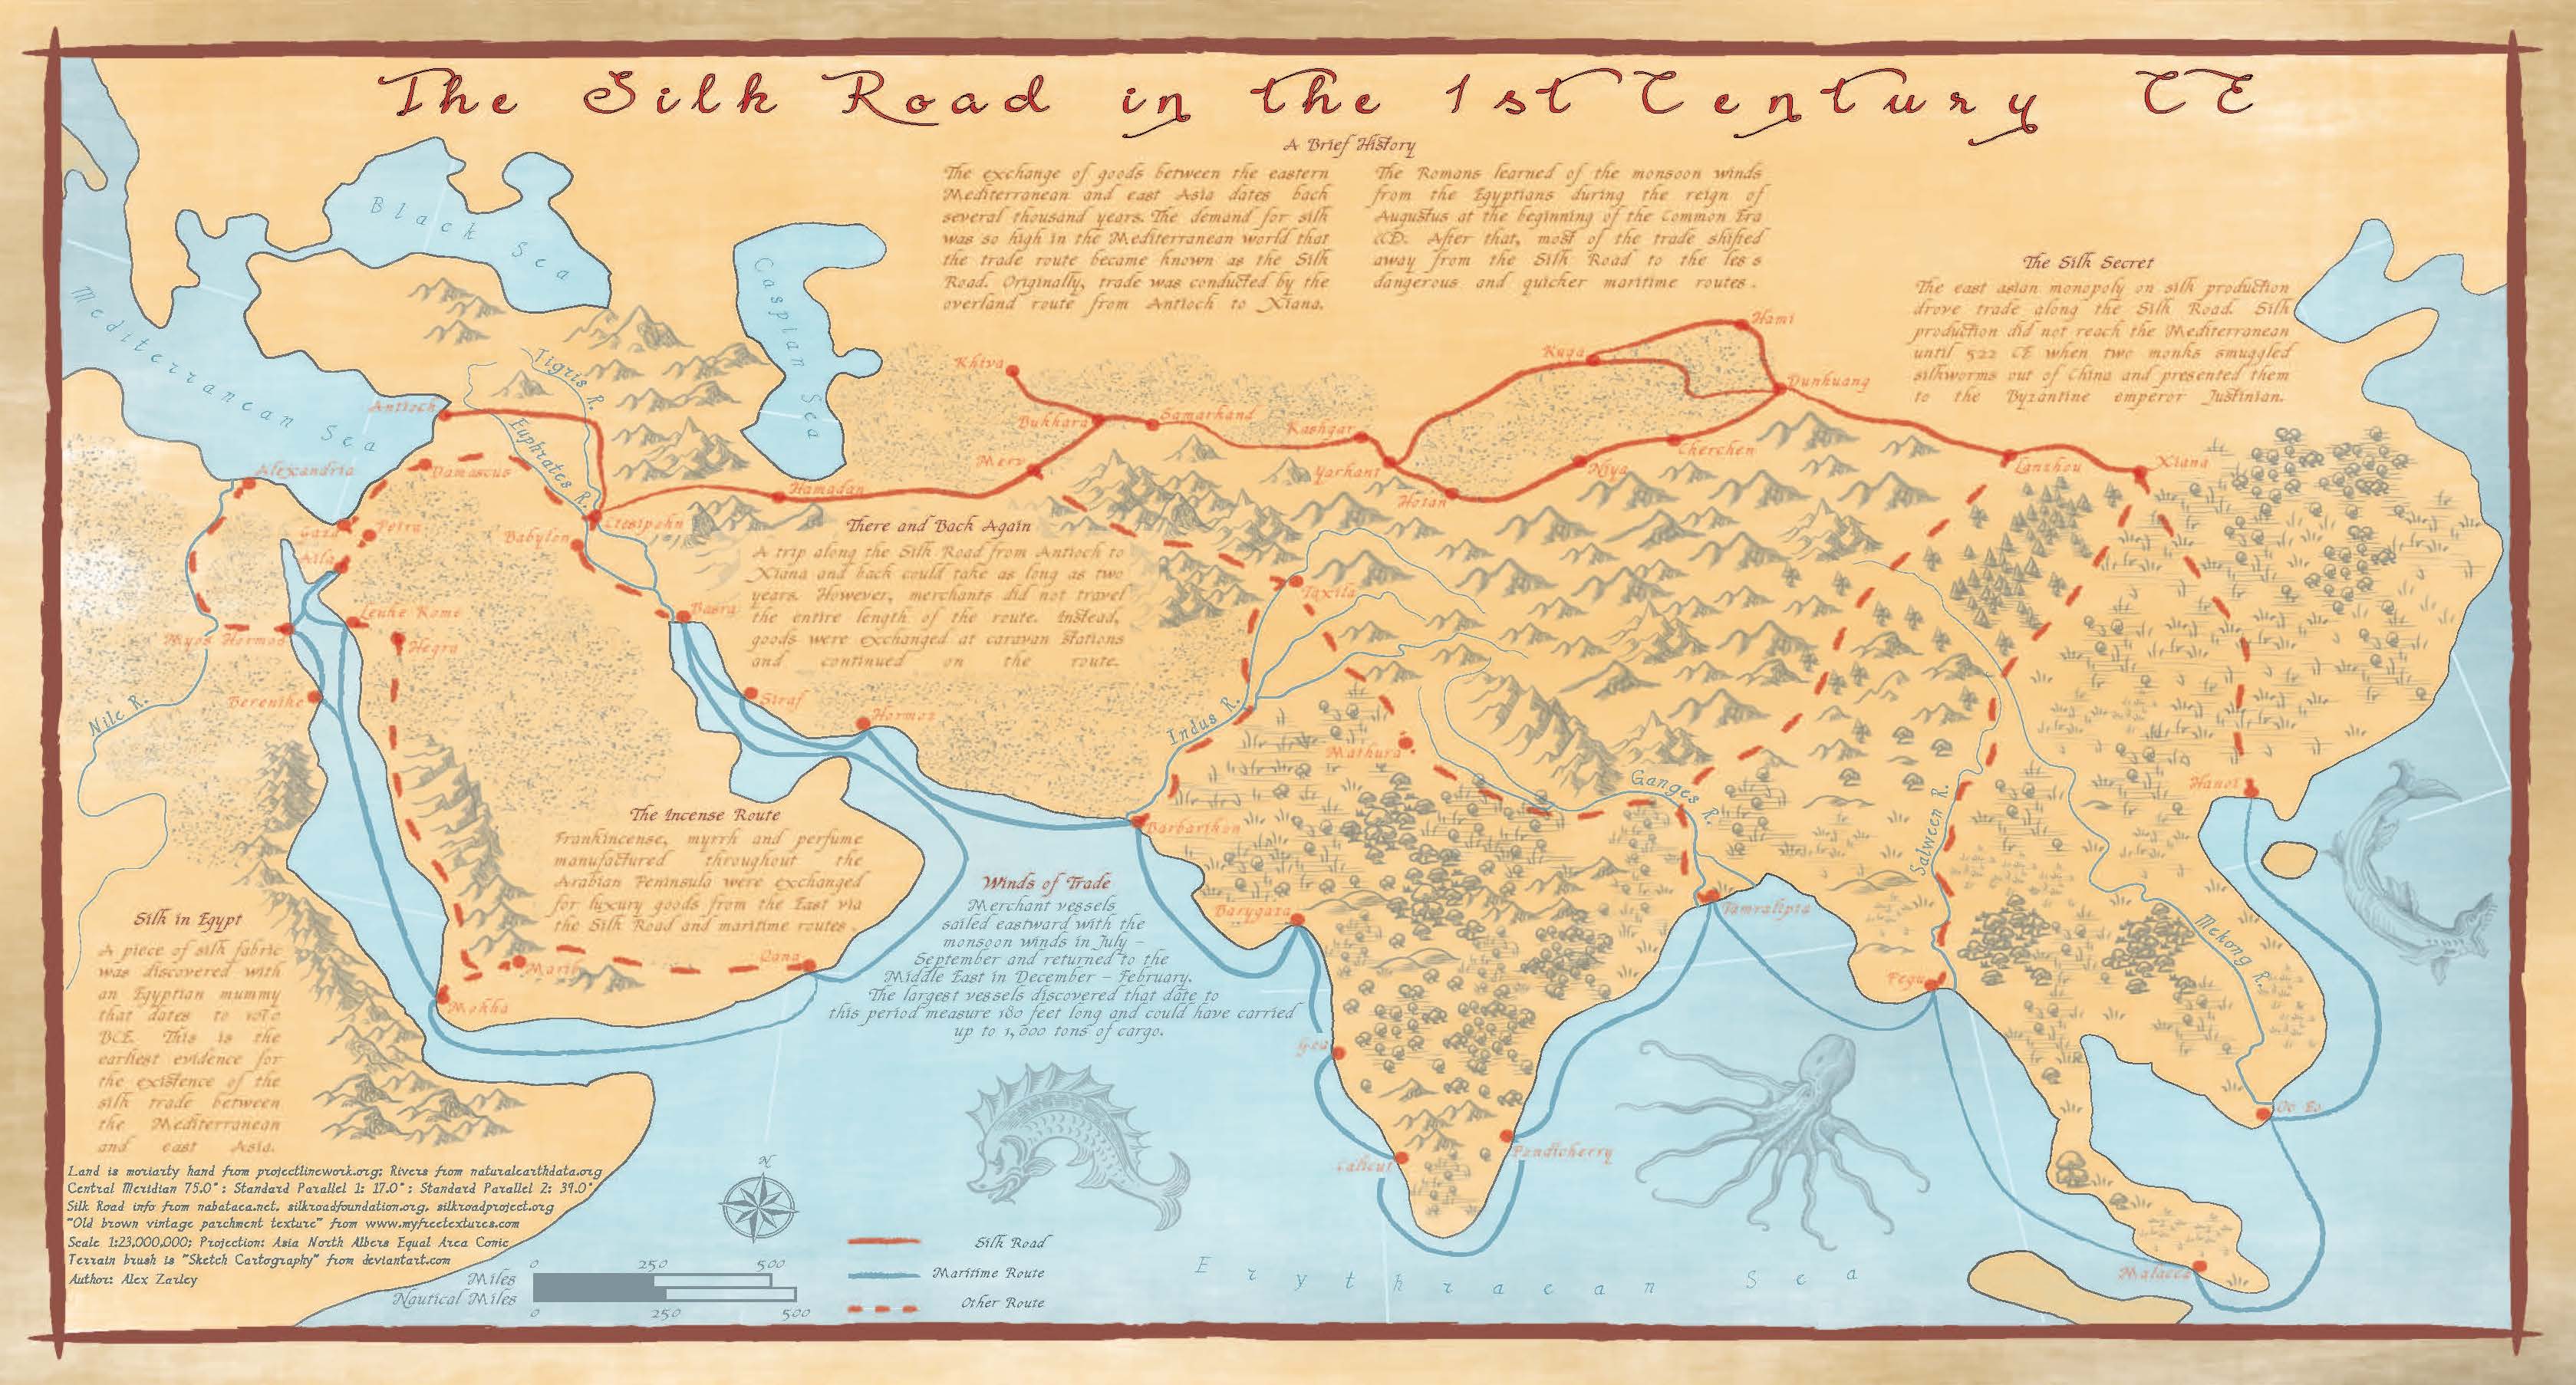 The Silk Road in the 1st Century CE
A Brief History
The exchange of goods between the eastern
Mediterranean and east Asia dates back
several thousand years. The demand for silk
was so high in the Mediterranean world that
the trade route became known as the Silk
Road. Originally, trade was conducted by the
overland route from Antioch to Xiana.
The Romans learned of the monsoon winds
from the Egyptians during the reign of
Augustus at the beginning of the Common Era
(CE). After that, most of the trade shifted
away from the Silk Road to the less
dangerous and quicker maritime routes.
The Silk Secret
The east asian monopoly on silk production
drove trade along the Silk Road. Silk
production did not reach the Mediterranean
until 522 CE when two monks smuggled
silkworms out of China and presented them
to the Byzantine emperor Justinian.
Black Sea
Caspian Sea
Mediterranean Sea
Tigris R.
Euphrates R.
Khiva
Kuqa
Hami
Dunhuang
Antioch
Bukhara
Samarkand
Kashgar
Merv
Yarkant
Hotan
Niya
Cherchen
Lanzhou
Xiana
Alexandria
Damascus
Hamadan
Ctesiphon
Gaza
Petra
Babylon
Aila
There and Back Again
A trip along the Silk Road from Antioch to
Xiana and back could take as long as two
years. However, merchants did not travel
the entire length of the route. Instead,
goods were exchanged at caravan stations
and continued on the route.
Taxila
Leuke Kome
Basra
Myos Hormos
Hegra
Berenike
Siraf
Hormoz
Nile R.
Indus R.
Mathura
Ganges R.
Salween R.
Hanoi
Barbarikon
The Incense Route
Frankincense, myrrh and perfume
manufactured throughout the
Arabian Peninsula were exchanged
for luxury goods from the East via
the Silk Road and maritime routes.
Winds of Trade
Merchant vessels
sailed eastward with the
monsoon winds in July –
September and returned to the
Middle East in December – February.
The largest vessels discovered that date to
this period measure 180 feet long and could have carried
up to 1,000 tons of cargo.
Silk in Egypt
A piece of silk fabric
was discovered with
an Egyptian mummy
that dates to 1070
BCE. This is the
earliest evidence for
the existence of the
silk trade between
the Mediterranean
and east Asia.
Barygaza
Tamralipta
Mekong R.
Marib
Qana
Mokha
Pegu
Goa
Oc Eo
Calicut
Pondicherry
Malacca
Erythraean Sea
Land is moriarty hand from projectlinework.org; Rivers from naturalearthdata.org
Central Meridian 75.0°; Standard Parallel 1: 17.0°; Standard Parallel 2: 39.0°
Silk Road info from nabataea.net, silkroadfoundation.org, silkroadproject.org
"Old brown vintage parchment texture" from www.myfreetextures.com
Scale 1:23,000,000; Projection: Asia North Albers Equal Area Conic
Terrain brush is "Sketch Cartography" from deviantart.com
Author: Alex Zarley
N
0 250 500
Miles
Nautical Miles
0 250 500
Silk Road
Maritime Route
Other Route